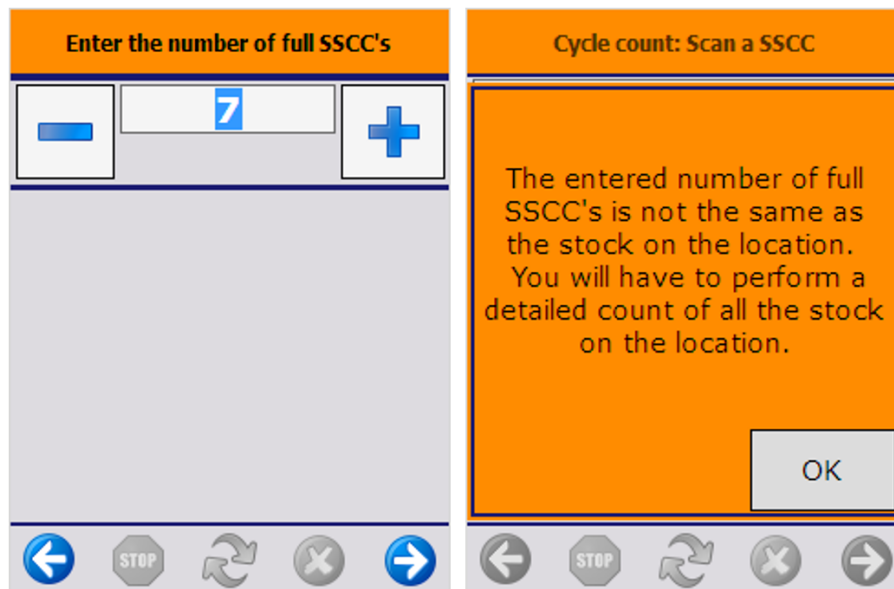 Enter the number of full SSCC's
7
STOP
Cycle count: Scan a SSCC
The entered number of full
SSCC's is not the same as
the stock on the location.
You will have to perform a
detailed count of all the stock
on the location.
OK
STOP